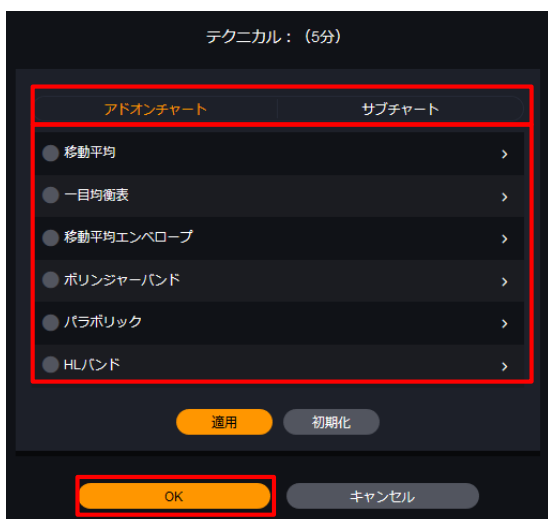 テクニカル：（5分）
アドオンチャート サブチャート
移動平均
一目均衡表
移動平均エンベロープ
ボリンジャーバンド
パラボリック
HLバンド
適用 初期化
OK キャンセル